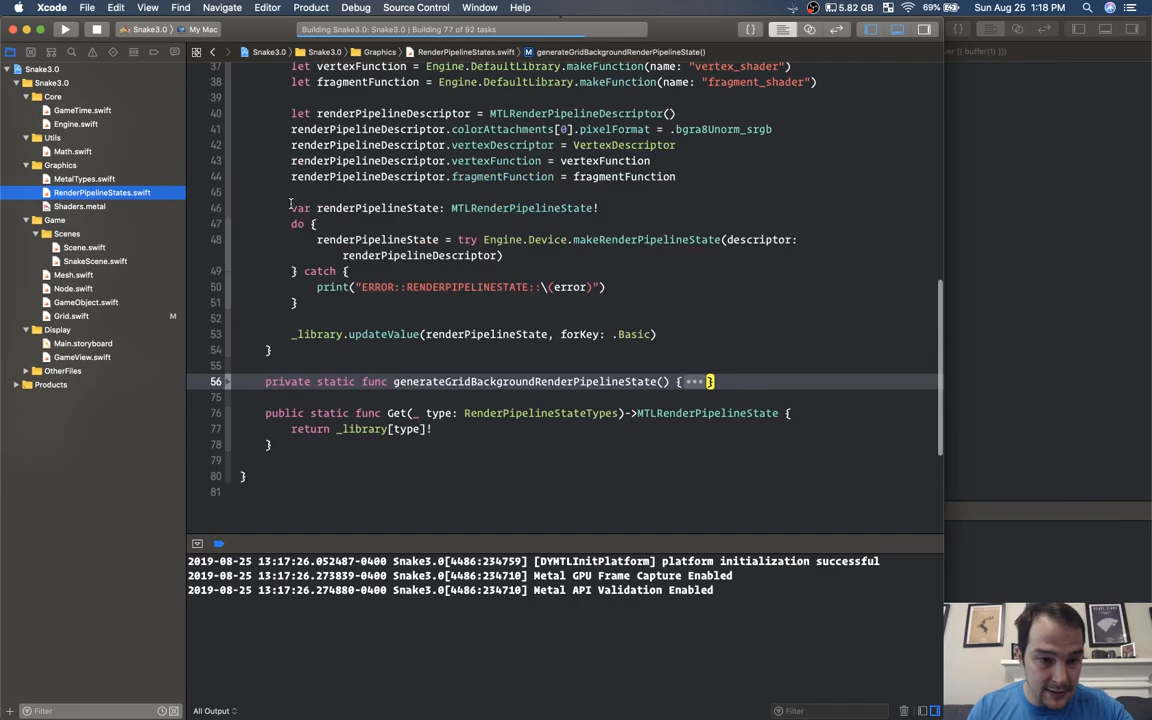 Xcode File Edit View Find Navigate Editor Product Debug Source Control Window Help 5.82 GB 69% Sun Aug 25 1:18 PM
Snake3.0 My Mac Building Snake3.0 : Snake3.0 | Building 77 of 92 tasks
Snake3.0 Snake3.0 Graphics RenderPipelineStates.swift M generateGridBackgroundRenderPipelineState()
Snake3.0
Snake3.0
Core
GameTime.swift
Engine.swift
Utils
Math.swift
Graphics
MetalTypes.swift
RenderPipelineStates.swift
Shaders.metal
Game
Scenes
Scene.swift
SnakeScene.swift
Mesh.swift
Node.swift
GameObject.swift
Grid.swift M
Display
Main.storyboard
GameView.swift
OtherFiles
Products
37 let vertexFunction = Engine.DefaultLibrary.makeFunction(name: "vertex_shader")
38 let fragmentFunction = Engine.DefaultLibrary.makeFunction(name: "fragment_shader")
39
40 let renderPipelineDescriptor = MTLRenderPipelineDescriptor()
41 renderPipelineDescriptor.colorAttachments[0].pixelFormat = .bgra8Unorm_srgb
42 renderPipelineDescriptor.vertexDescriptor = VertexDescriptor
43 renderPipelineDescriptor.vertexFunction = vertexFunction
44 renderPipelineDescriptor.fragmentFunction = fragmentFunction
45
46 var renderPipelineState: MTLRenderPipelineState!
47 do {
48 renderPipelineState = try Engine.Device.makeRenderPipelineState(descriptor:
renderPipelineDescriptor)
49 } catch {
50 print("ERROR::RENDERPIPELINESTATE::\(error)")
51 }
52
53 _library.updateValue(renderPipelineState, forKey: .Basic)
54 }
55
56 private static func generateGridBackgroundRenderPipelineState() {•••}
75
76 public static func Get(_ type: RenderPipelineStateTypes)->MTLRenderPipelineState {
77 return _library[type]!
78 }
79
80 }
81
2019-08-25 13:17:26.052487-0400 Snake3.0[4486:234759] [DYMTLInitPlatform] platform initialization successful
2019-08-25 13:17:26.273839-0400 Snake3.0[4486:234710] Metal GPU Frame Capture Enabled
2019-08-25 13:17:26.274880-0400 Snake3.0[4486:234710] Metal API Validation Enabled
Filter All Output Filter